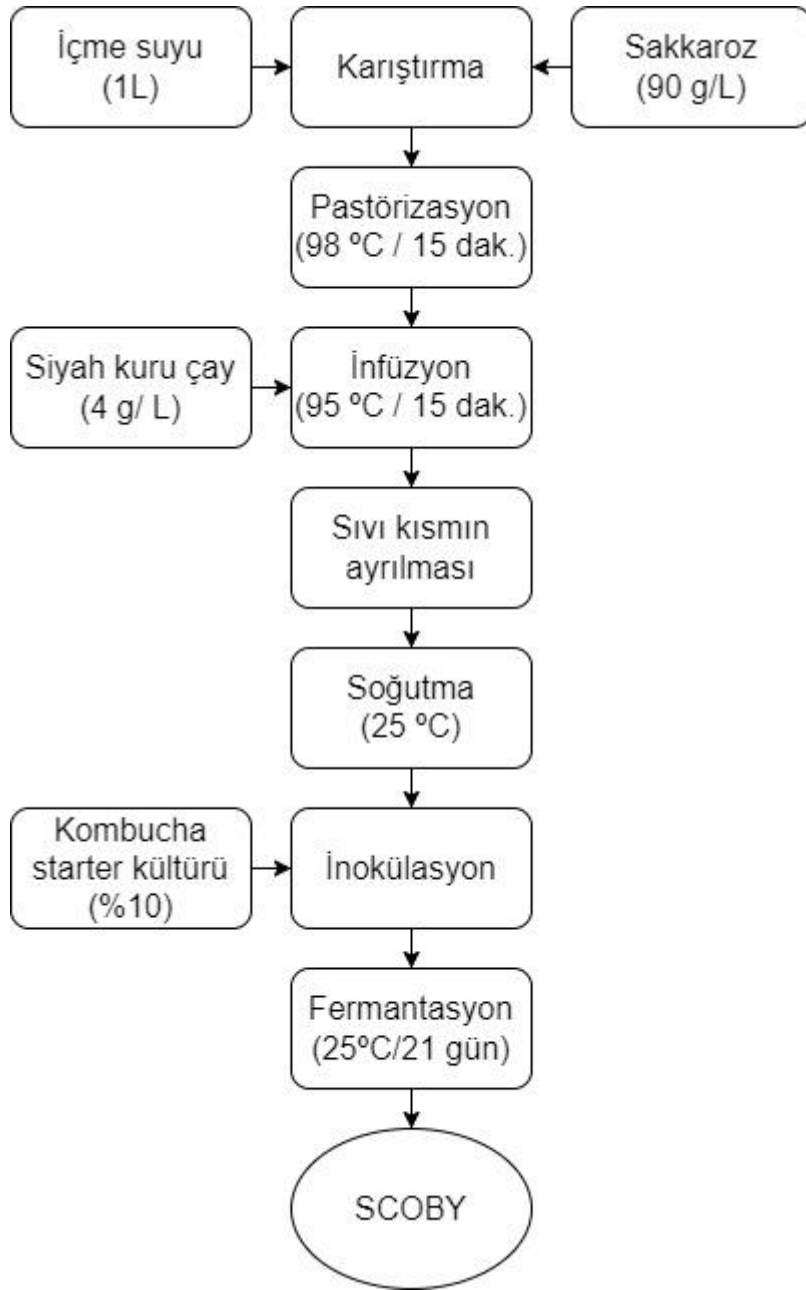 İçme suyu
(1L)
Karıştırma
Sakkaroz
(90 g/L)
Pastörizasyon
(98 ºC / 15 dak.)
Siyah kuru çay
(4 g/ L)
İnfüzyon
(95 ºC / 15 dak.)
Sıvı kısmın
ayrılması
Soğutma
(25 ºC)
Kombucha
starter kültürü
(%10)
İnokülasyon
Fermantasyon
(25ºC/21 gün)
SCOBY